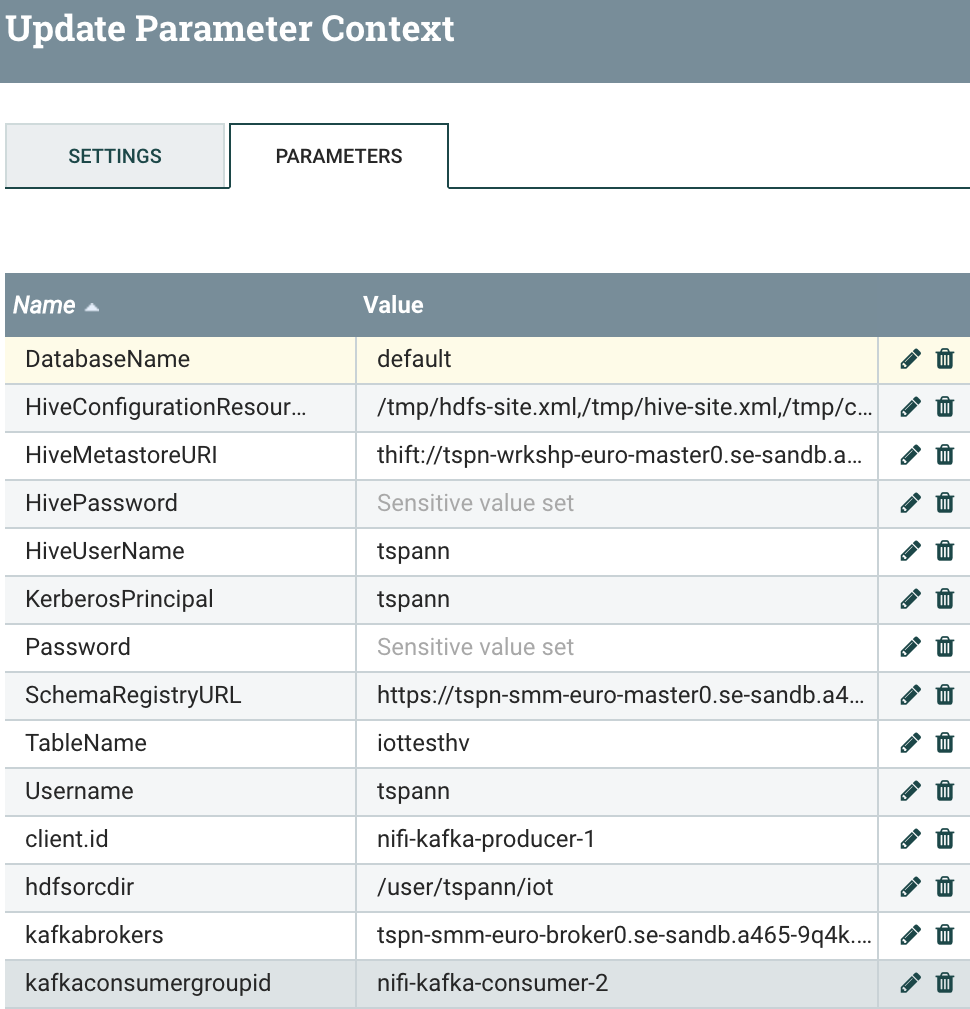 Update Parameter Context
SETTINGS PARAMETERS
Name Value
DatabaseName default
HiveConfigurationResour... /tmp/hdfs-site.xml,/tmp/hive-site.xml,/tmp/c...
HiveMetastoreURI thift://tspn-wrkshp-euro-master0.se-sandb.a...
HivePassword Sensitive value set
HiveUserName tspann
KerberosPrincipal tspann
Password Sensitive value set
SchemaRegistryURL https://tspn-smm-euro-master0.se-sandb.a4...
TableName iottesthv
Username tspann
client.id nifi-kafka-producer-1
hdfsorcdir /user/tspann/iot
kafkabrokers tspn-smm-euro-broker0.se-sandb.a465-9q4k....
kafkaconsumergroupid nifi-kafka-consumer-2